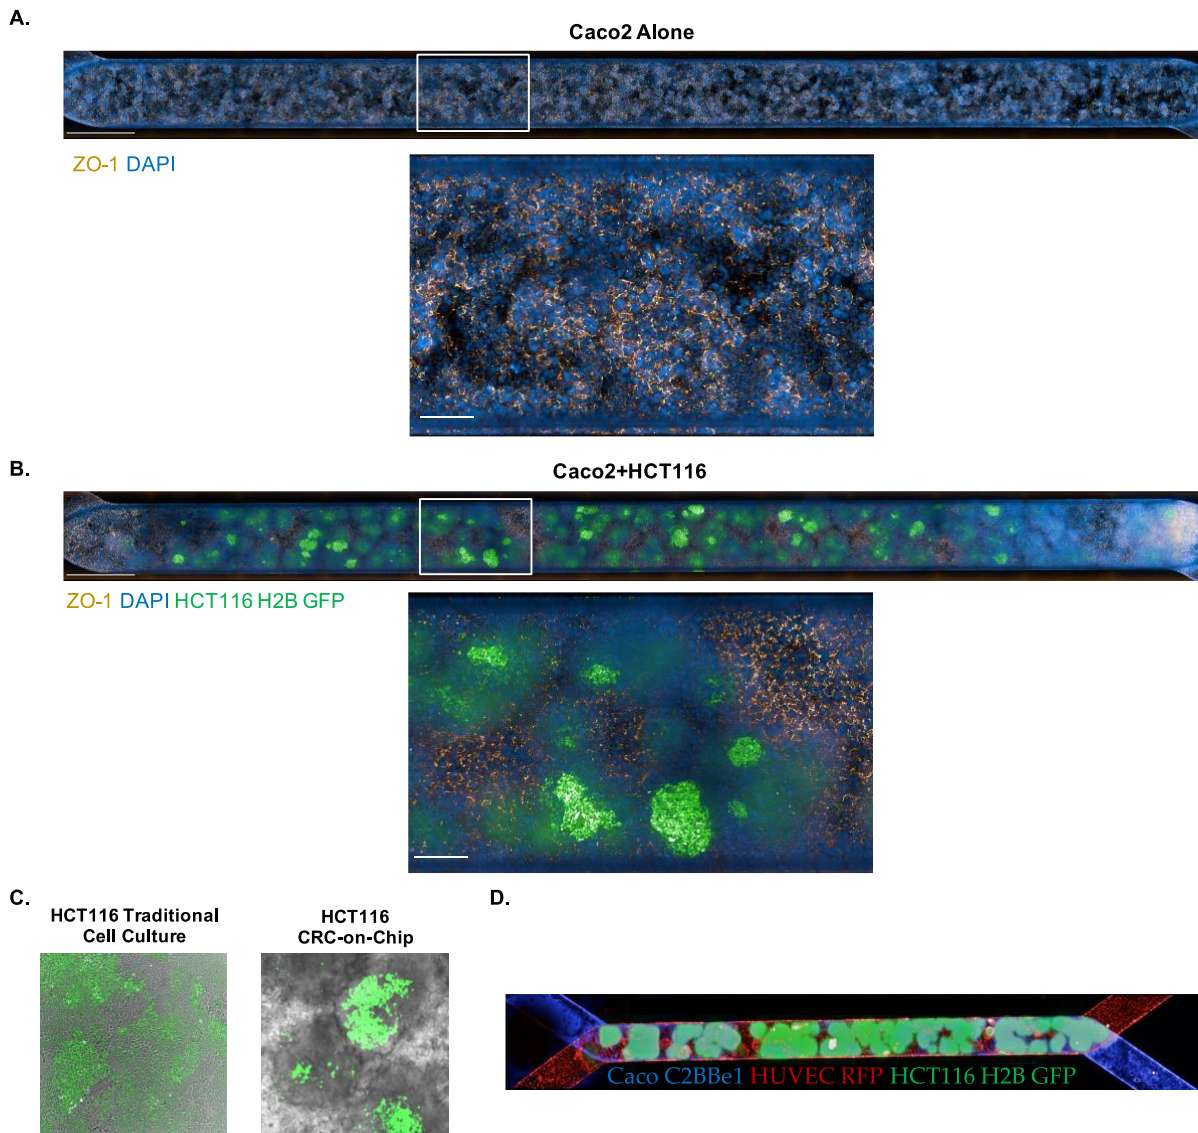 A.
Caco2 Alone
ZO-1 DAPI
B.
Caco2+HCT116
ZO-1 DAPI HCT116 H2B GFP
C.
HCT116 Traditional
Cell Culture
HCT116
CRC-on-Chip
D.
Caco C2BBe1 HUVEC RFP HCT116 H2B GFP